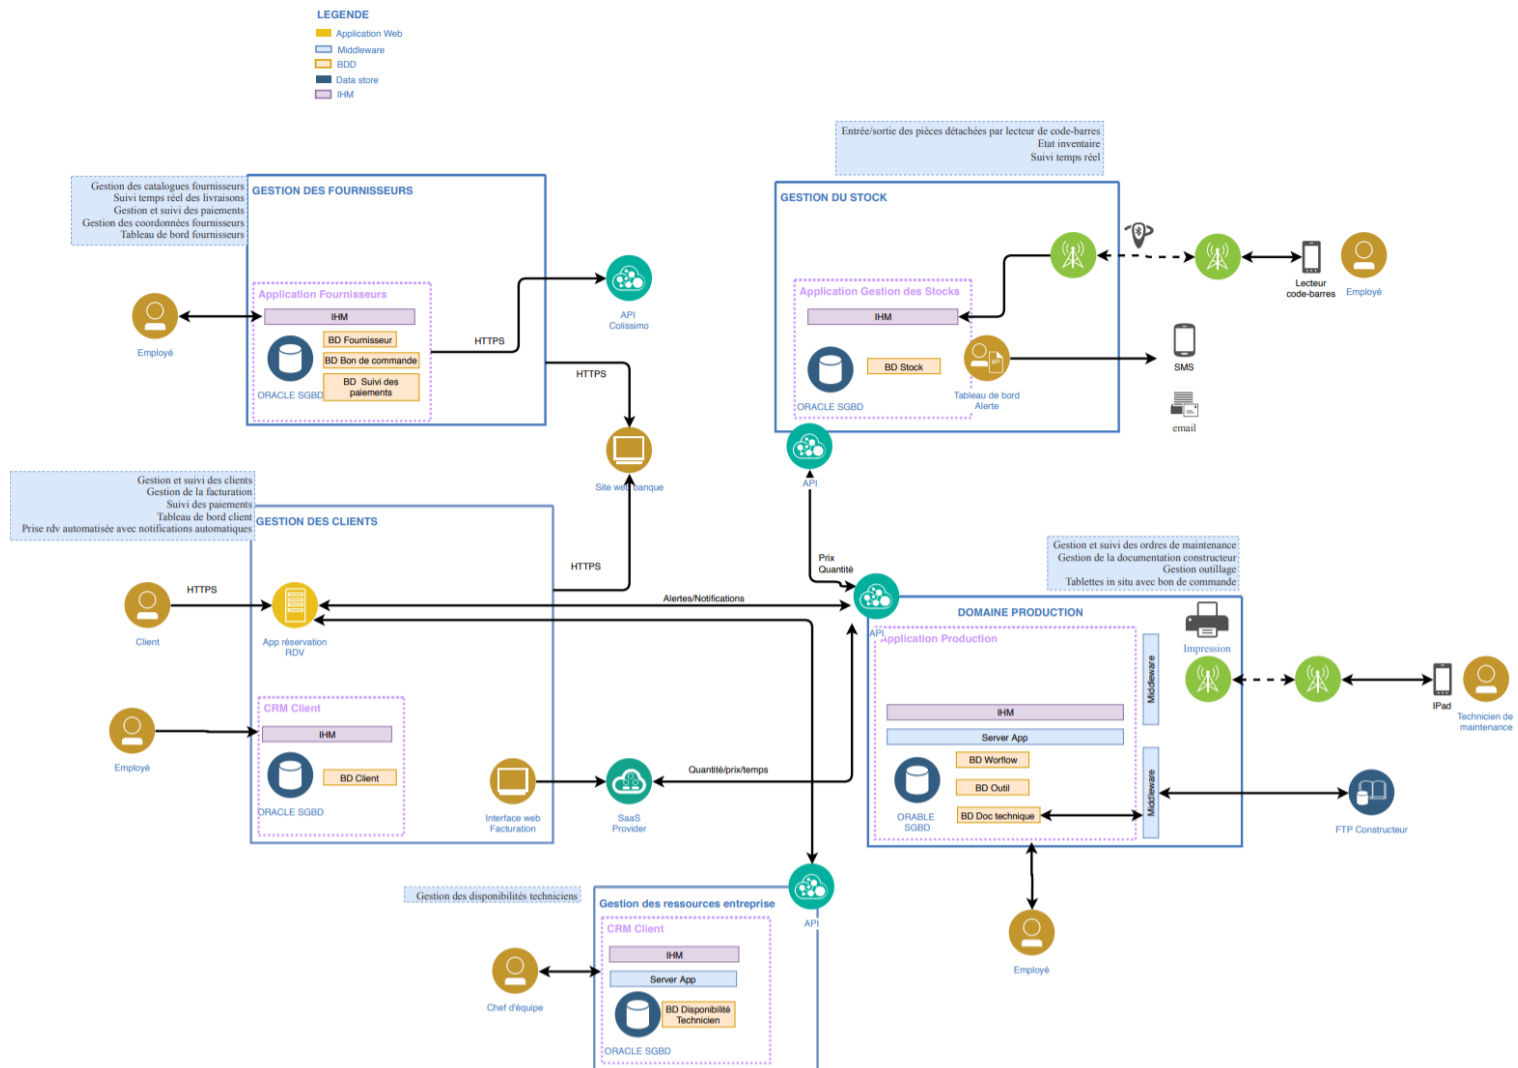 LEGENDE
Application Web
Middleware
BDD
Data store
IHM
Entrée/sortie des pièces détachées par lecteur de code-barres
Etat inventaire
Suivi temps réel
Gestion des catalogues fournisseurs
Suivi temps réel des livraisons
Gestion et suivi des paiements
Gestion des coordonnées fournisseurs
Tableau de bord fournisseurs
GESTION DES FOURNISSEURS
Application Fournisseurs
IHM
BD Fournisseur
BD Bon de commande
BD Suivi des
paiements
ORACLE SGBD
Employé
HTTPS
API
Colissimo
HTTPS
Site web banque
GESTION DU STOCK
Application Gestion des Stocks
IHM
BD Stock
ORACLE SGBD
Tableau de bord
Alerte
Lecteur
code-barres
Employé
SMS
email
API
Prix
Quantité
Gestion et suivi des clients
Gestion de la facturation
Suivi des paiements
Tableau de bord client
Prise rdv automatisée avec notifications automatiques
GESTION DES CLIENTS
HTTPS
HTTPS
Client
App réservation
RDV
Alertes/Notifications
CRM Client
IHM
BD Client
ORACLE SGBD
Employé
Interface web
Facturation
SaaS
Provider
Quantité/prix/temps
Gestion et suivi des ordres de maintenance
Gestion de la documentation constructeur
Gestion outillage
Tablettes in situ avec bon de commande
DOMAINE PRODUCTION
API
Application Production
Impression
Middleware
IHM
Server App
BD Worflow
BD Outil
BD Doc technique
ORABLE
SGBD
Middleware
IPad
Technicien de
maintenance
FTP Constructeur
Employé
Gestion des disponibilités techniciens
Gestion des ressources entreprise
API
CRM Client
IHM
Server App
BD Disponibilité
Technicien
ORACLE SGBD
Chef d'équipe